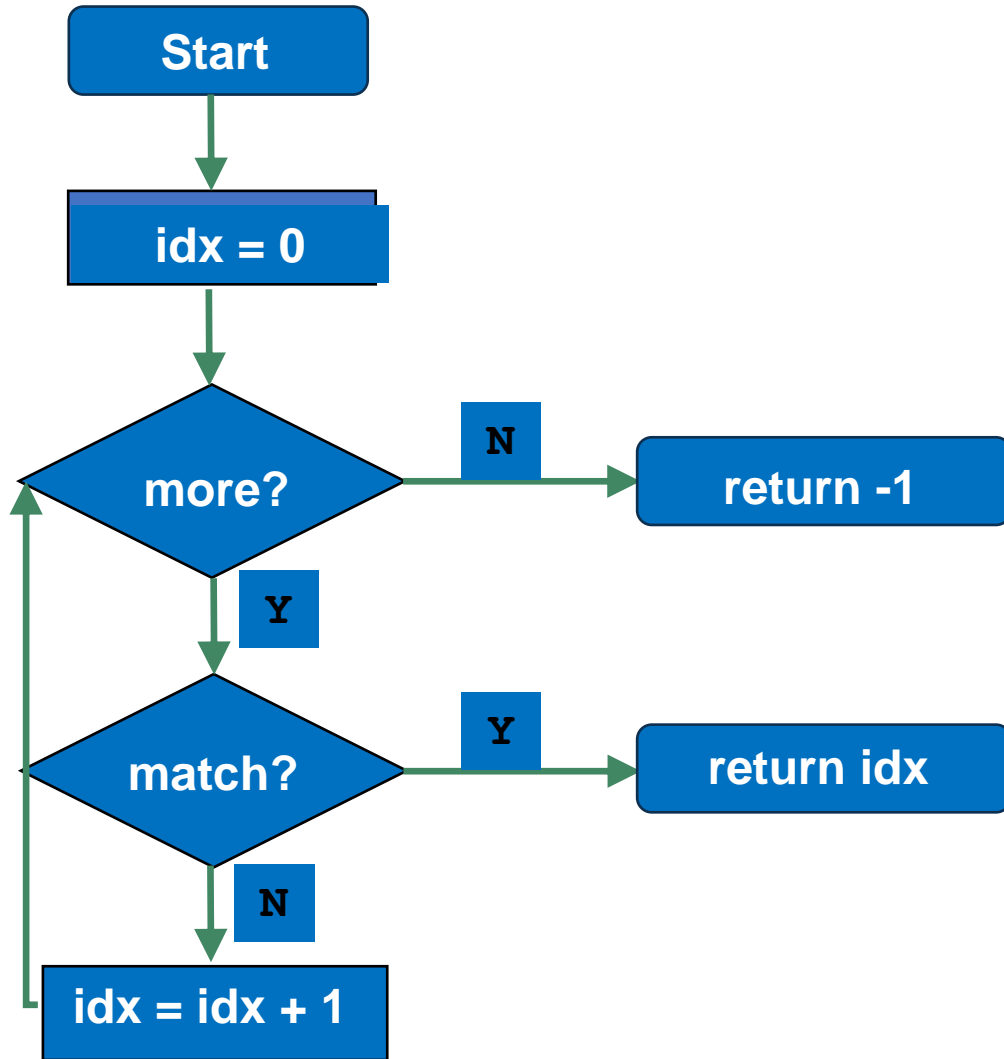 Start
idx = 0
more?
N
return -1
Y
match?
Y
return idx
N
idx = idx + 1